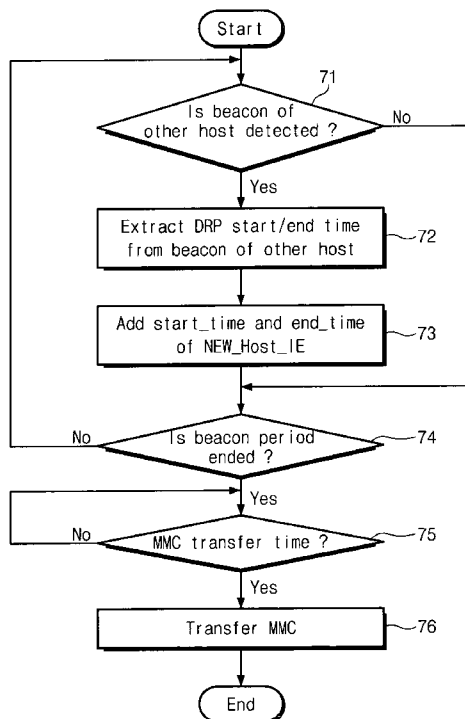 Start
71
Is beacon of
other host detected ?
No
Yes
Extract DRP start/end time
from beacon of other host
72
Add start_time and end_time
of NEW_Host_IE
73
Is beacon period
ended ?
74
No
Yes
MMC transfer time ?
75
No
Yes
Transfer MMC
76
End